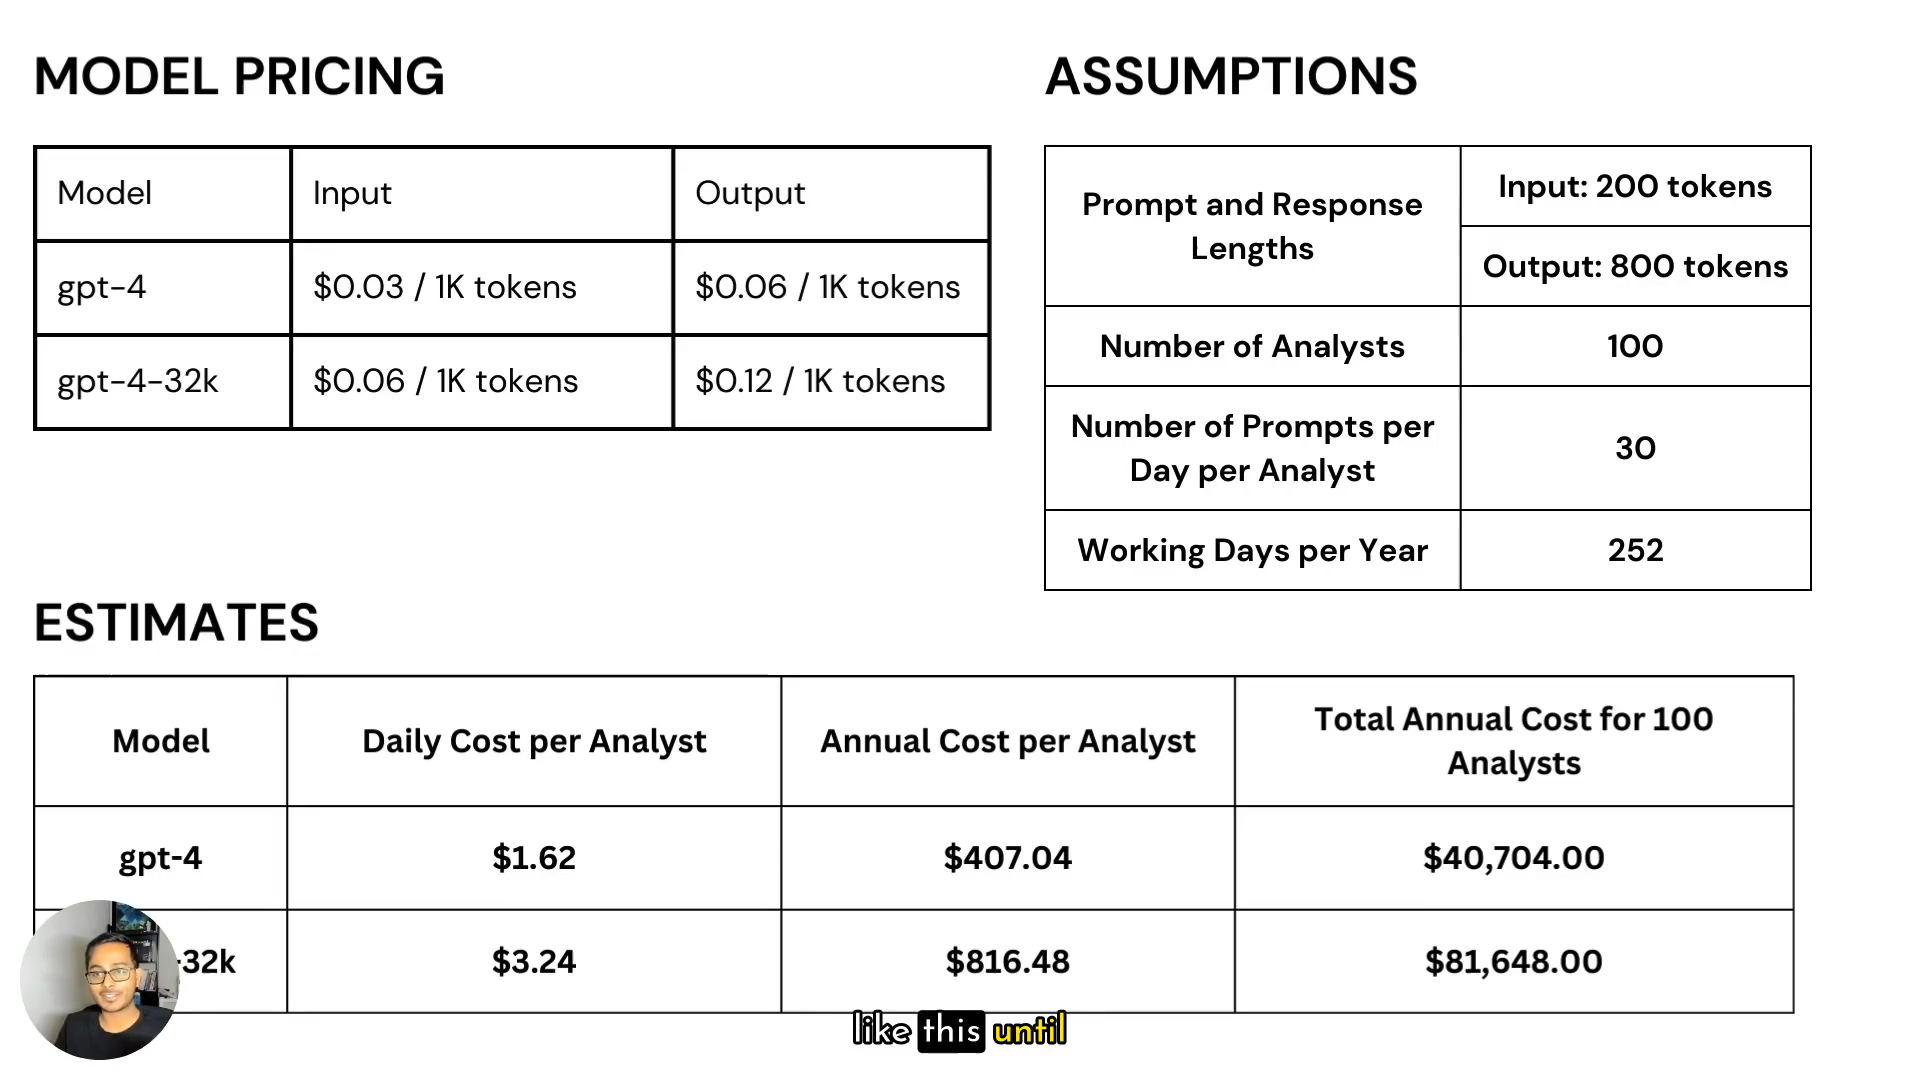 MODEL PRICING
Model Input Output
gpt-4 $0.03 / 1K tokens $0.06 / 1K tokens
gpt-4-32k $0.06 / 1K tokens $0.12 / 1K tokens
ASSUMPTIONS
Prompt and Response
Lengths
Input: 200 tokens
Output: 800 tokens
Number of Analysts 100
Number of Prompts per
Day per Analyst
30
Working Days per Year 252
ESTIMATES
Model Daily Cost per Analyst Annual Cost per Analyst Total Annual Cost for 100
Analysts
gpt-4 $1.62 $407.04 $40,704.00
-32k $3.24 $816.48 $81,648.00
like this until